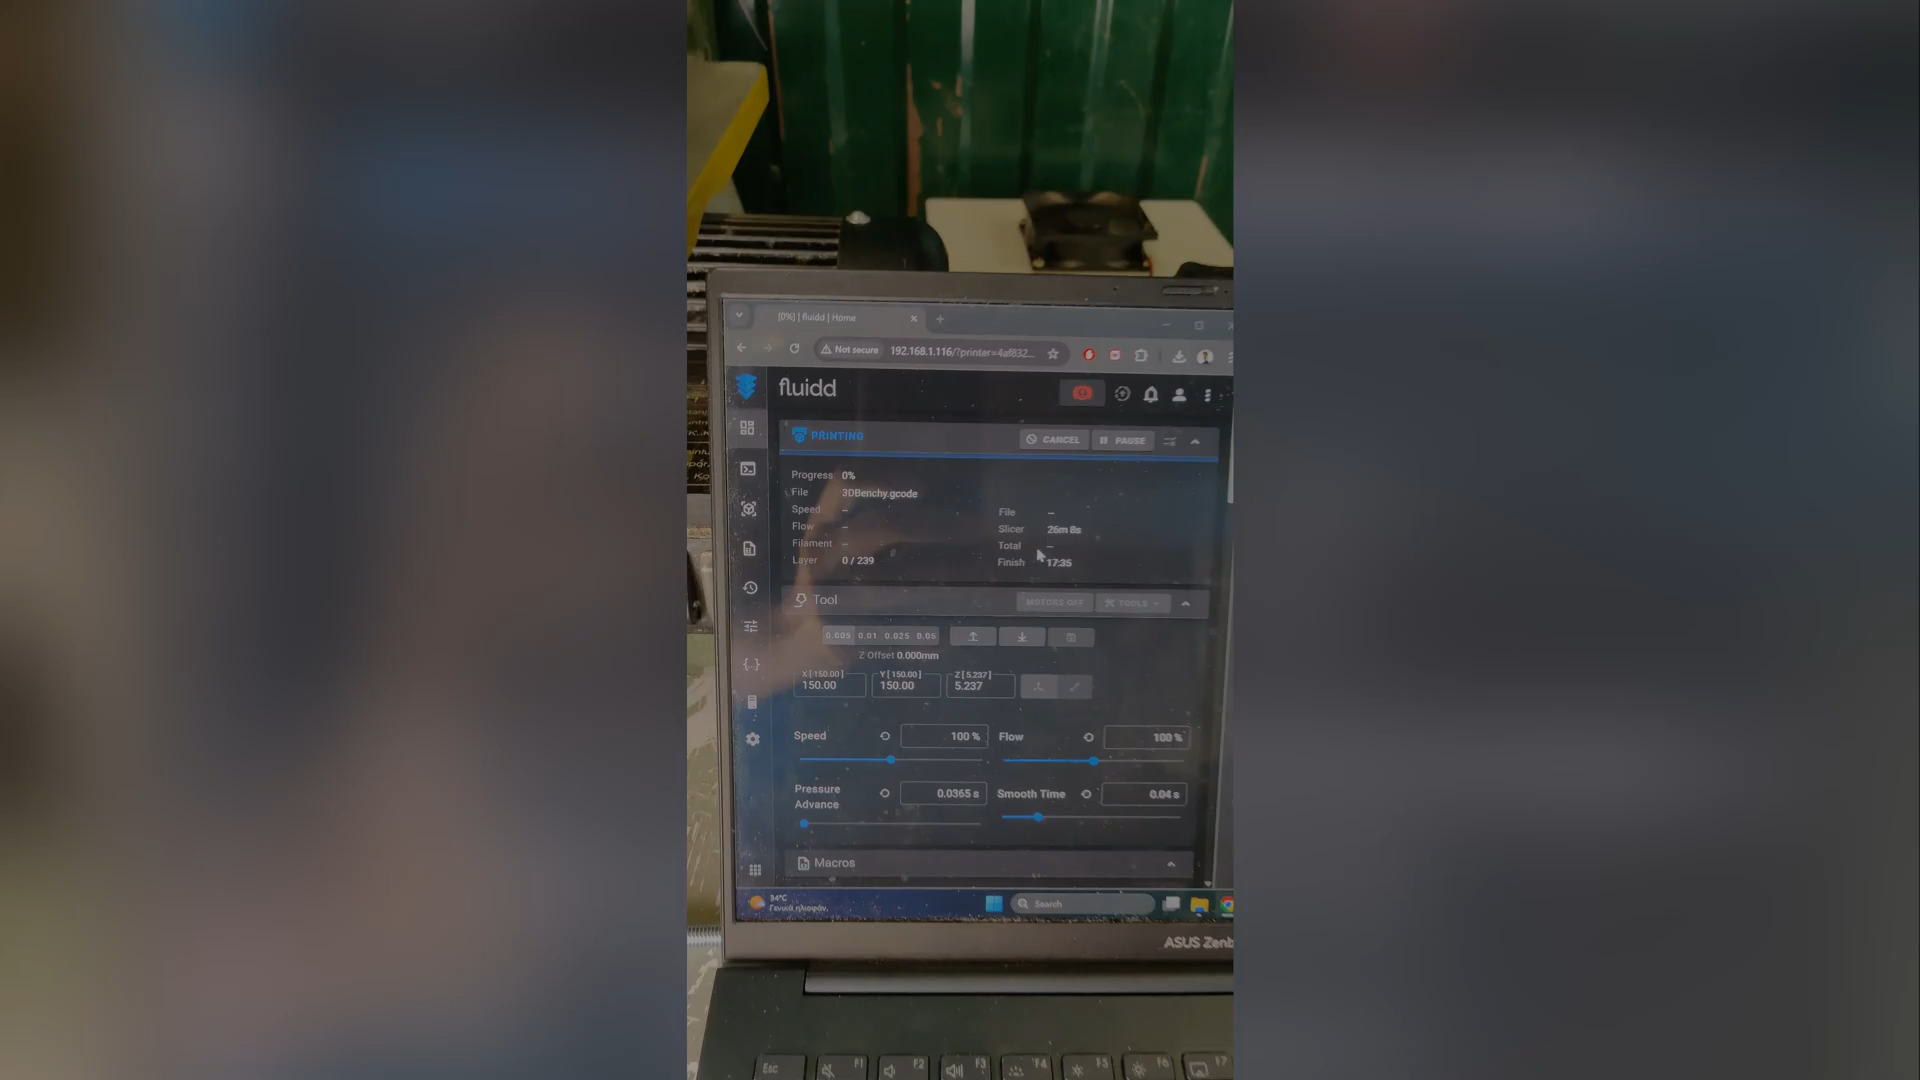 [0%] | fluidd | Home
Not secure
192.168.1.116/?printer=4af832...
fluidd
PRINTING
CANCEL
PAUSE
Progress 0%
File 3DBenchy.gcode
Speed –
Flow –
Filament –
Layer 0 / 239
File –
Slicer 26m 8s
Total –
Finish 17:35
Tool
MOTORS OFF
TOOLS
0.005 0.01 0.025 0.05
Z Offset 0.000mm
X [ 150.00 ]
150.00
Y [ 150.00 ]
150.00
Z [ 5.237 ]
5.237
Speed 100 %
Flow 100 %
Pressure Advance 0.0365 s
Smooth Time 0.04 s
Macros
34°C
Γενικά ηλιοφάν.
Search
ASUS Zenb
Esc F1 F2 F3 F4 F5 F6 F7